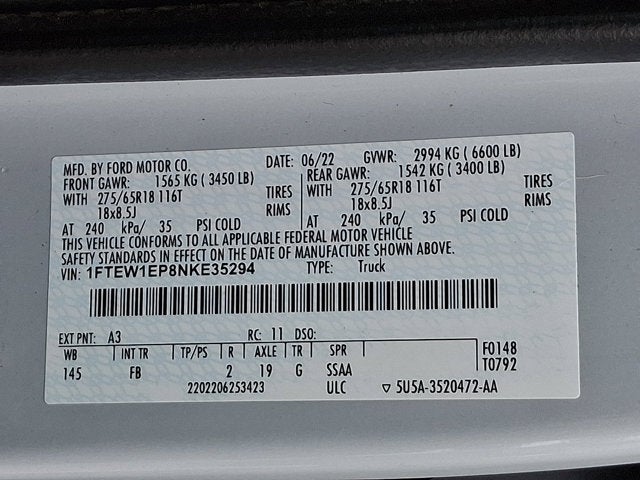 MFD. BY FORD MOTOR CO. DATE: 06/22 GVWR: 2994 KG ( 6600 LB)
FRONT GAWR: 1565 KG ( 3450 LB) REAR GAWR: 1542 KG ( 3400 LB)
WITH 275/65R18 116T TIRES WITH 275/65R18 116T TIRES
18x8.5J RIMS 18x8.5J RIMS
AT 240 kPa/ 35 PSI COLD AT 240 kPa/ 35 PSI COLD
THIS VEHICLE CONFORMS TO ALL APPLICABLE FEDERAL MOTOR VEHICLE
SAFETY STANDARDS IN EFFECT ON THE DATE OF MANUFACTURE SHOWN ABOVE.
VIN: 1FTEW1EP8NKE35294 TYPE: Truck
EXT PNT: A3 RC: 11 DSO:
WB INT TR TP/PS R AXLE TR SPR F0148
145 FB 2 19 G SSAA T0792
2202206253423 ULC ▽ 5U5A-3520472-AA